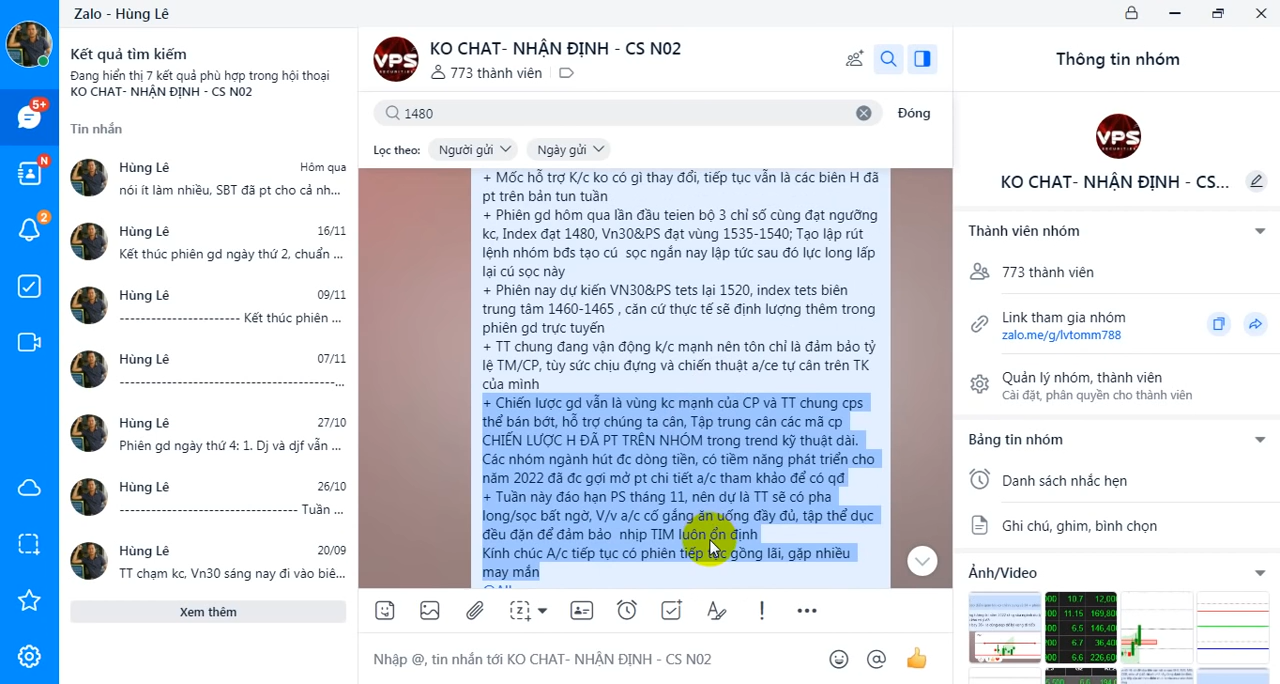 Zalo - Hùng Lê
5+
N
2
Kết quả tìm kiếm
Đang hiển thị 7 kết quả phù hợp trong hội thoại
KO CHAT- NHẬN ĐỊNH - CS N02
Tin nhắn
Hùng Lê Hôm qua
nói ít làm nhiều, SBT đã pt cho cả nh...
Hùng Lê 16/11
Kết thúc phiên gd ngày thứ 2, chuẩn ...
Hùng Lê 09/11
---------------------- Kết thúc phiên ...
Hùng Lê 07/11
----------------------------------------...
Hùng Lê 27/10
Phiên gd ngày thứ 4: 1. Dj và djf vẫn ...
Hùng Lê 26/10
--------------------------------- Tuần ...
Hùng Lê 20/09
TT chạm kc, Vn30 sáng nay đi vào biê...
Xem thêm
VPS
SECURITIES
KO CHAT- NHẬN ĐỊNH - CS N02
773 thành viên
1480
Đóng
Lọc theo: Người gửi Ngày gửi
+ Mốc hỗ trợ K/c ko có gì thay đổi, tiếp tục vẫn là các biên H đã
pt trên bản tun tuần
+ Phiên gd hôm qua lần đầu teien bộ 3 chỉ số cùng đạt ngưỡng
kc, Index đạt 1480, Vn30&PS đạt vùng 1535-1540; Tạo lập rút
lệnh nhóm bđs tạo cú sọc ngắn nay lập tức sau đó lực long lấp
lại cú sọc này
+ Phiên nay dự kiến VN30&PS tets lại 1520, index tets biên
trung tâm 1460-1465 , căn cứ thực tế sẽ định lượng thêm trong
phiên gd trực tuyến
+ TT chung đang vận động k/c mạnh nên tôn chỉ là đảm bảo tỷ
lệ TM/CP, tùy sức chịu đựng và chiến thuật a/ce tự cân trên TK
của mình
+ Chiến lược gd vẫn là vùng kc mạnh của CP và TT chung cps
thể bán bớt, hỗ trợ chúng ta cân, Tập trung cân các mã cp
CHIẾN LƯỢC H ĐÃ PT TRÊN NHÓM trong trend kỹ thuật dài.
Các nhóm ngành hút đc dòng tiền, có tiềm năng phát triển cho
năm 2022 đã đc gợi mở pt chi tiết a/c tham khảo để có qđ
+ Tuần này đáo hạn PS tháng 11, nên dự là TT sẽ có pha
long/sọc bất ngờ, V/v a/c cố gắng ăn uống đầy đủ, tập thể dục
đều đặn để đảm bảo nhịp TIM luôn ổn định
Kính chúc A/c tiếp tục có phiên tiếp tục gồng lãi, gặp nhiều
may mắn
Nhập @, tin nhắn tới KO CHAT- NHẬN ĐỊNH - CS N02
Thông tin nhóm
VPS
SECURITIES
KO CHAT- NHẬN ĐỊNH - CS...
Thành viên nhóm
773 thành viên
Link tham gia nhóm
zalo.me/g/lvtomm788
Quản lý nhóm, thành viên
Cài đặt, phân quyền cho thành viên
Bảng tin nhóm
Danh sách nhắc hẹn
Ghi chú, ghim, bình chọn
Ảnh/Video